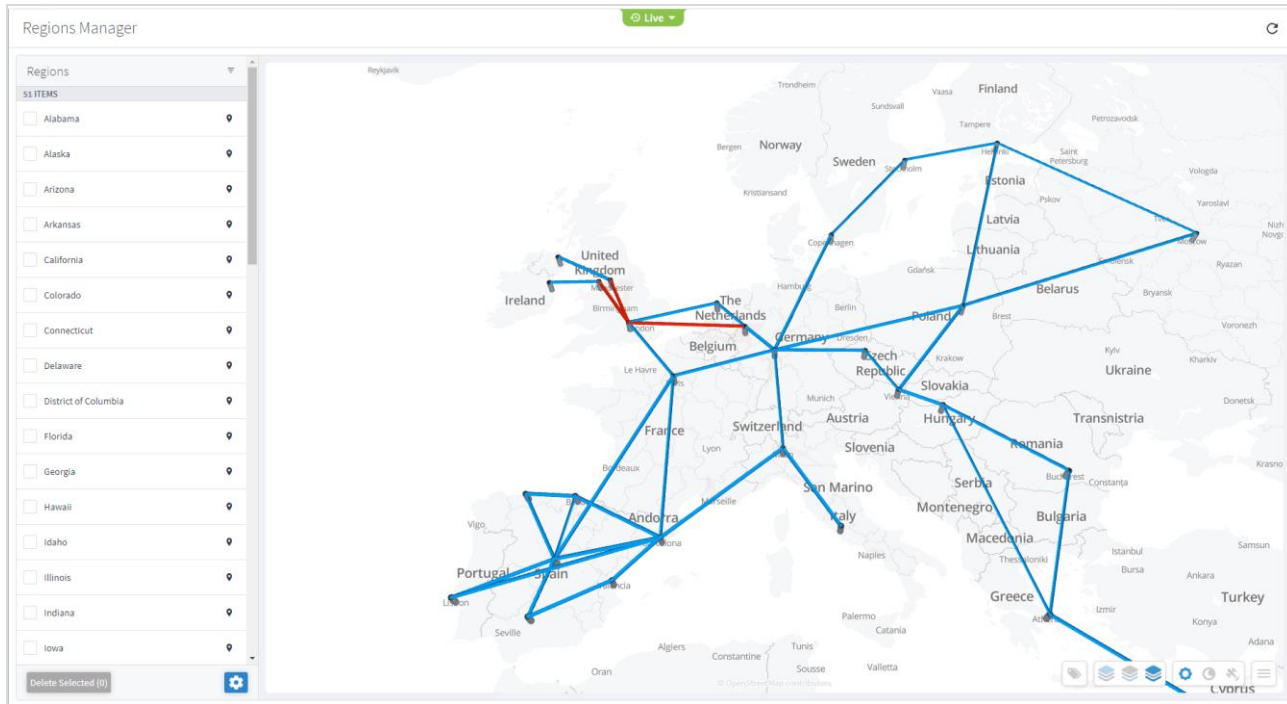 Regions Manager
Live
Regions
51 ITEMS
Alabama
Alaska
Arizona
Arkansas
California
Colorado
Connecticut
Delaware
District of Columbia
Florida
Georgia
Hawaii
Idaho
Illinois
Indiana
Iowa
Delete Selected (0)
Reykjavik
Trondheim
Vaasa
Finland
Sundsvall
Tampere
Petrozavodsk
Bergen
Norway
Sweden
Helsinki
Saint
Petersburg
Vologda
Stockholm
Estonia
Kristiansand
Pskov
Yaroslavl
Latvia
Tver
Nizh
Novgo
Copenhagen
Moscow
Lithuania
Smolensk
Ryazan
United
Kingdom
Gdańsk
Manchester
Hamburg
Belarus
Bryansk
Ireland
The
Netherlands
Birmingham
Berlin
Poland
Brest
Voronezh
London
Germany
Dresden
Belgium
Czech
Republic
Krakow
Kyiv
Kharkiv
Le Havre
Paris
Ukraine
Slovakia
Munich
Vienna
Donetsk
Austria
Hungary
Transnistria
Switzerland
France
Slovenia
Romania
Lyon
Milan
Krasno
Bordeaux
San Marino
Serbia
Bucharest
Constanța
Marseille
Montenegro
Bulgaria
Vigo
Andorra
Italy
Macedonia
Naples
Thessaloniki
Istanbul
Samsun
Bursa
Ankara
Portugal
Spain
Valencia
Greece
Turkey
Lisbon
Izmir
Palermo
Athens
Konya
Seville
Catania
Adana
Algiers
Tunis
Constantine
Oran
Sousse
Valletta
© OpenStreetMap contributors
Cyprus